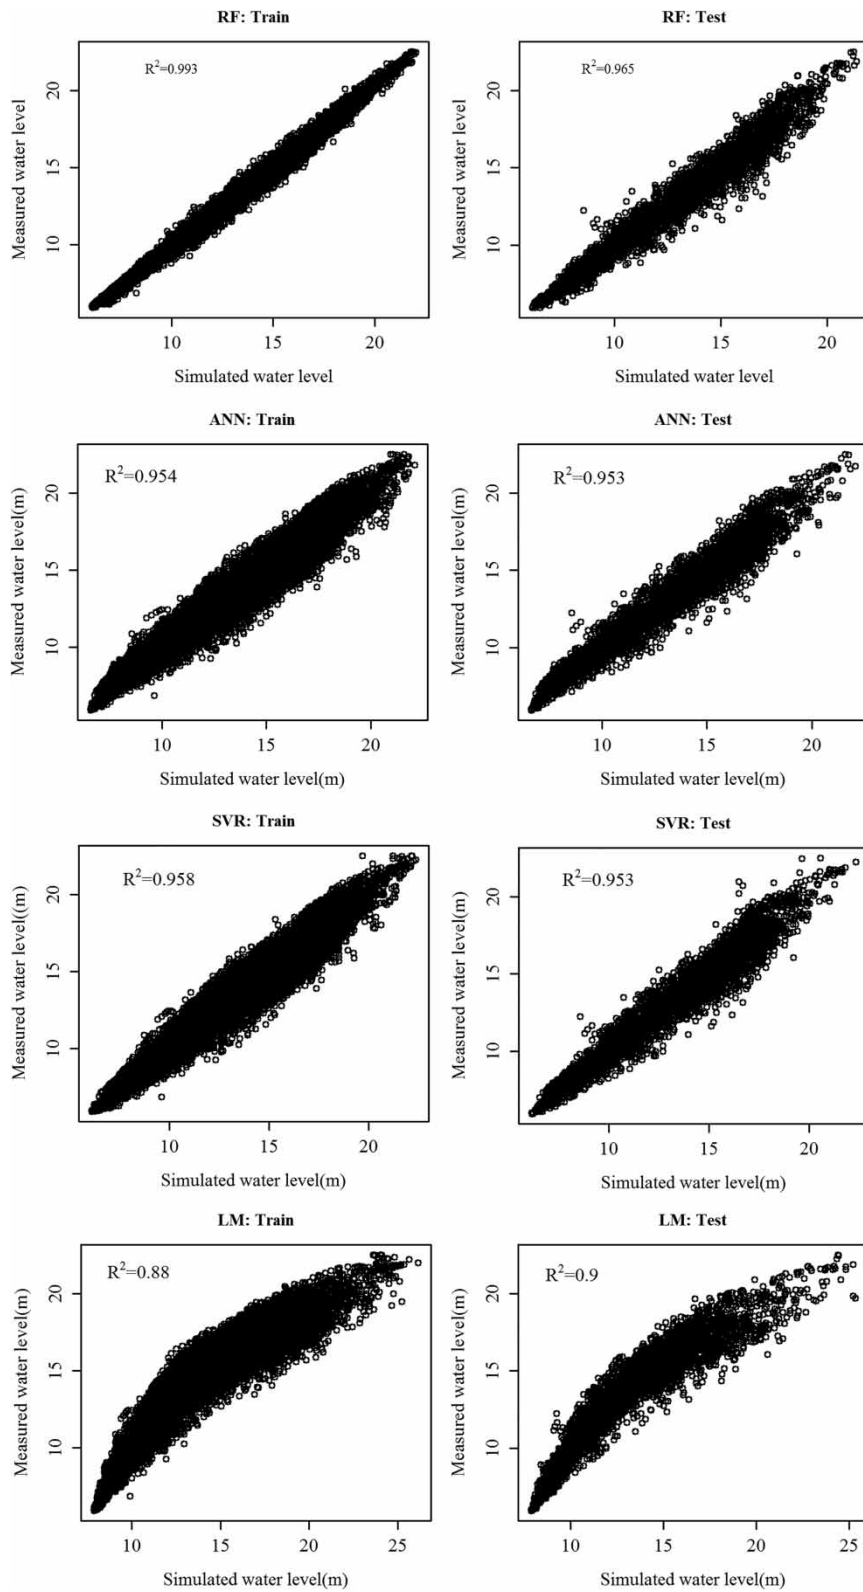 RF: Train
R²=0.993
Measured water level
10
15
20
10
15
20
Simulated water level
RF: Test
R²=0.965
Measured water level
10
15
20
10
15
20
Simulated water level
ANN: Train
R²=0.954
Measured water level(m)
10
15
20
10
15
20
Simulated water level(m)
ANN: Test
R²=0.953
Measured water level(m)
10
15
20
10
15
20
Simulated water level(m)
SVR: Train
R²=0.958
Measured water level((m)
10
15
20
10
15
20
Simulated water level(m)
SVR: Test
R²=0.953
Measured water level(m)
10
15
20
10
15
20
Simulated water level(m)
LM: Train
R²=0.88
Measured water level(m)
10
15
20
10
15
20
25
Simulated water level(m)
LM: Test
R²=0.9
Measured water level(m)
10
15
20
10
15
20
25
Simulated water level(m)